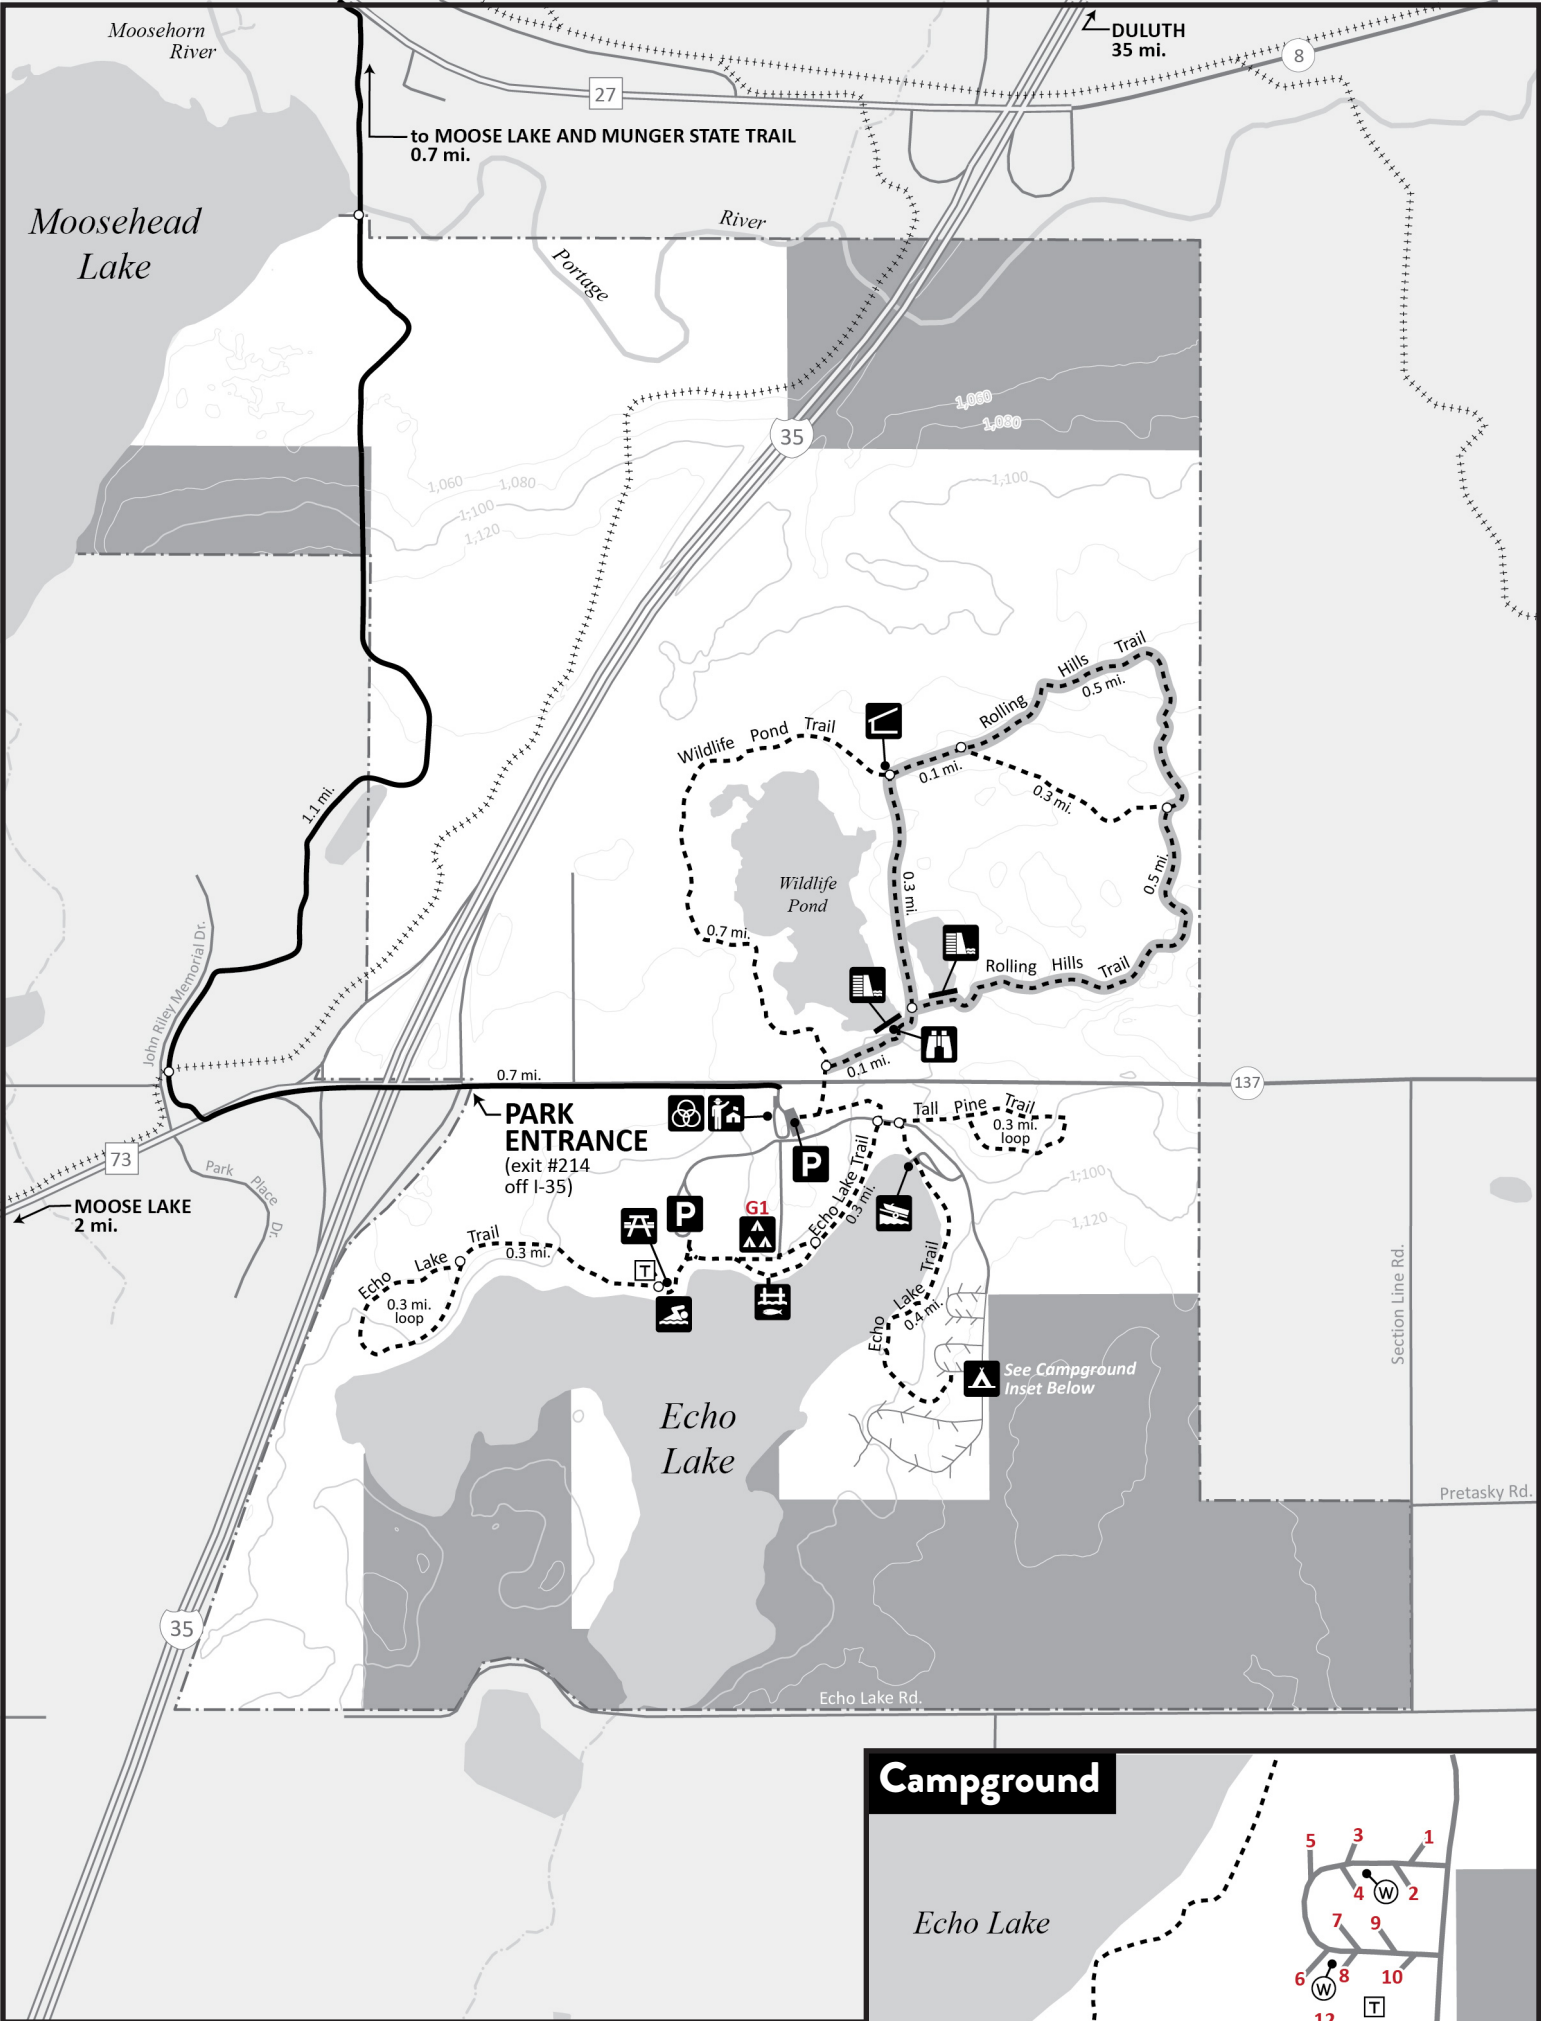 Moosehorn
River
DULUTH
35 mi.
8
27
to MOOSE LAKE AND MUNGER STATE TRAIL
0.7 mi.
Moosehead
Lake
River
Portage
1,060
1,080
35
1,060
1,080
1,100
1,120
1,100
Rolling Hills Trail
0.5 mi.
Wildlife Pond Trail
0.1 mi.
0.3 mi.
1.1 mi.
0.5 mi.
0.3 mi.
Wildlife
Pond
0.7 mi.
Rolling Hills Trail
John Riley Memorial Dr.
0.1 mi.
0.7 mi.
137
PARK
ENTRANCE
(exit #214
off I-35)
Tall Pine Trail
0.3 mi.
loop
P
73
Park Place Dr.
MOOSE LAKE
2 mi.
P
G1
Echo Lake Trail
0.3 mi.
1,100
1,120
Echo Lake Trail
0.3 mi.
T
0.3 mi.
loop
Echo Lake Trail
0.4 mi.
Section Line Rd.
See Campground
Inset Below
Echo
Lake
Pretasky Rd.
35
Echo Lake Rd.
Campground
5
3
1
4
W
2
7
9
Echo Lake
6
W
8
10
T
12